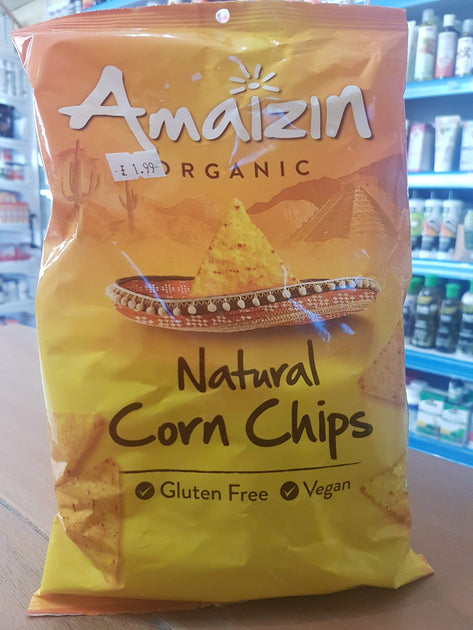 Amaizin
£1.99
ORGANIC
Natural
Corn Chips
Gluten Free Vegan